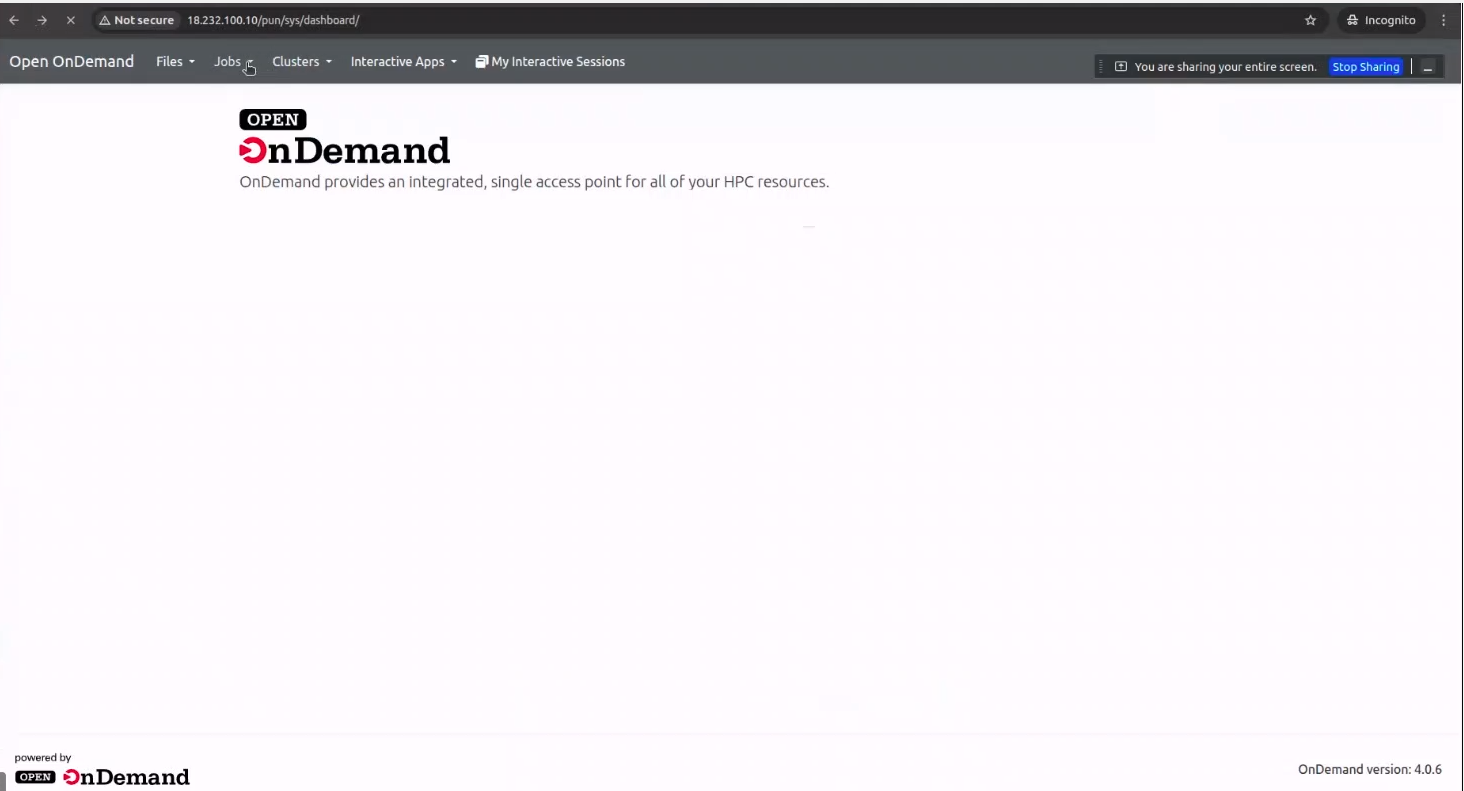 Not secure 18.232.100.10/pun/sys/dashboard/ Incognito
Open OnDemand Files Jobs Clusters Interactive Apps My Interactive Sessions
You are sharing your entire screen. Stop Sharing
OPEN
OnDemand
OnDemand provides an integrated, single access point for all of your HPC resources.
powered by
OPEN OnDemand
OnDemand version: 4.0.6